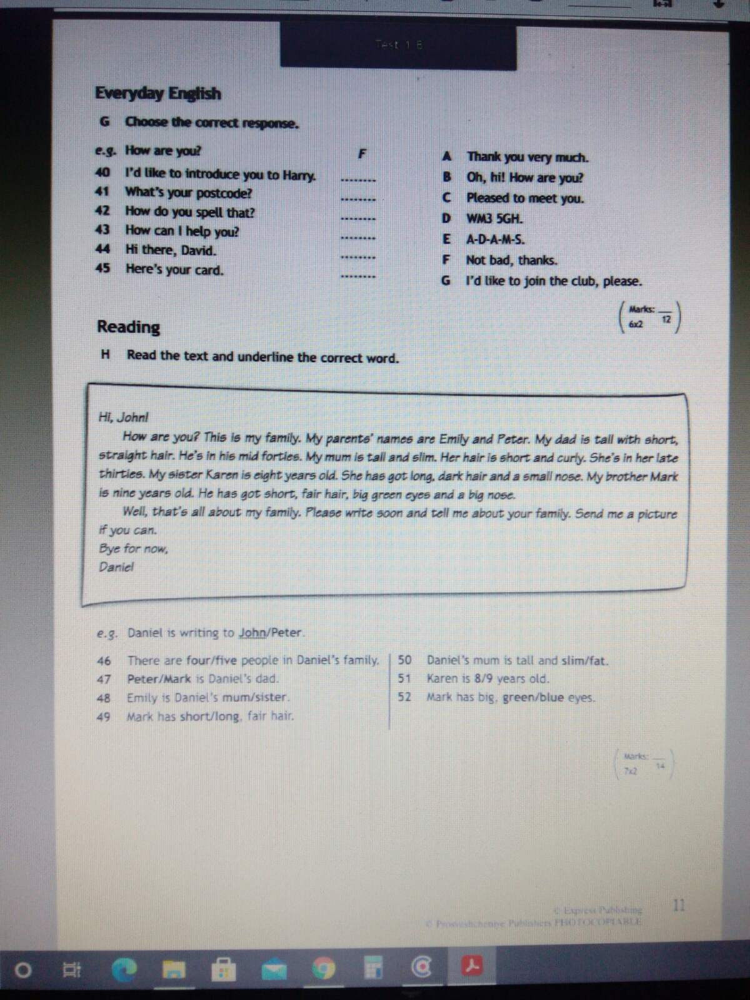 Test 1 B
Everyday English
G Choose the correct response.
e.g. How are you? F
40 I'd like to introduce you to Harry. ........
41 What's your postcode? ........
42 How do you spell that? ........
43 How can I help you? ........
44 Hi there, David. ........
45 Here's your card. ........
A Thank you very much.
B Oh, hi! How are you?
C Pleased to meet you.
D WM3 5GH.
E A-D-A-M-S.
F Not bad, thanks.
G I'd like to join the club, please.
Marks: __
6x2 12
Reading
H Read the text and underline the correct word.
Hi, John!
How are you? This is my family. My parents' names are Emily and Peter. My dad is tall with short,
straight hair. He's in his mid forties. My mum is tall and slim. Her hair is short and curly. She's in her late
thirties. My sister Karen is eight years old. She has got long, dark hair and a small nose. My brother Mark
is nine years old. He has got short, fair hair, big green eyes and a big nose.
Well, that's all about my family. Please write soon and tell me about your family. Send me a picture
if you can.
Bye for now,
Daniel
e.g. Daniel is writing to John/Peter.
46 There are four/five people in Daniel's family.
47 Peter/Mark is Daniel's dad.
48 Emily is Daniel's mum/sister.
49 Mark has short/long, fair hair.
50 Daniel's mum is tall and slim/fat.
51 Karen is 8/9 years old.
52 Mark has big, green/blue eyes.
Marks: __
7x2 14
© Express Publishing
© Prosveshcheniye Publishers PHOTOCOPIABLE
11